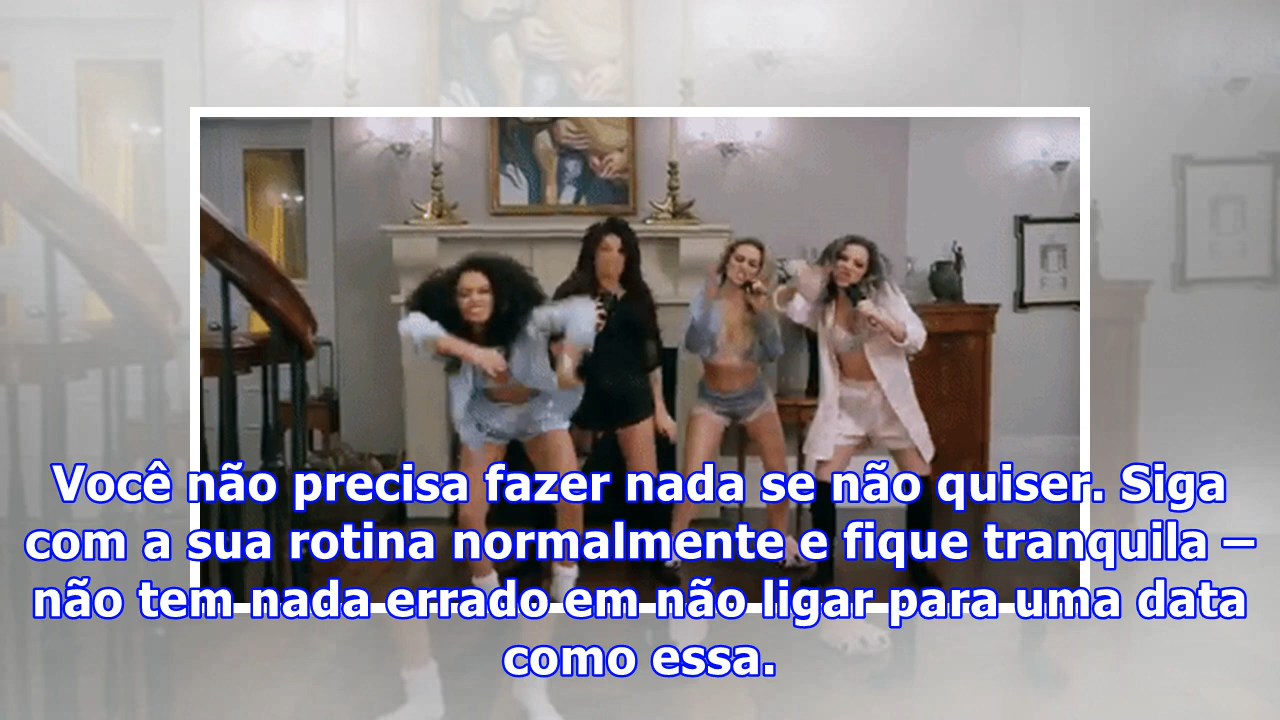 Você não precisa fazer nada se não quiser. Siga
com a sua rotina normalmente e fique tranquila –
não tem nada errado em não ligar para uma data
como essa.